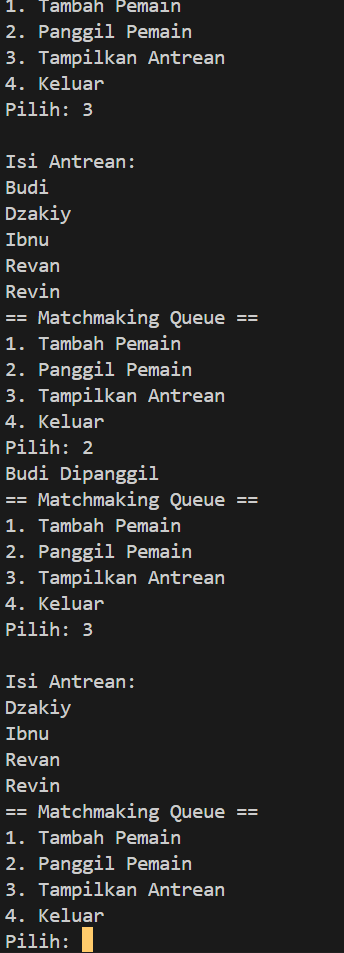 1. Tambah Pemain
2. Panggil Pemain
3. Tampilkan Antrean
4. Keluar
Pilih: 3

Isi Antrean:
Budi
Dzakiy
Ibnu
Revan
Revin
== Matchmaking Queue ==
1. Tambah Pemain
2. Panggil Pemain
3. Tampilkan Antrean
4. Keluar
Pilih: 2
Budi Dipanggil
== Matchmaking Queue ==
1. Tambah Pemain
2. Panggil Pemain
3. Tampilkan Antrean
4. Keluar
Pilih: 3

Isi Antrean:
Dzakiy
Ibnu
Revan
Revin
== Matchmaking Queue ==
1. Tambah Pemain
2. Panggil Pemain
3. Tampilkan Antrean
4. Keluar
Pilih: